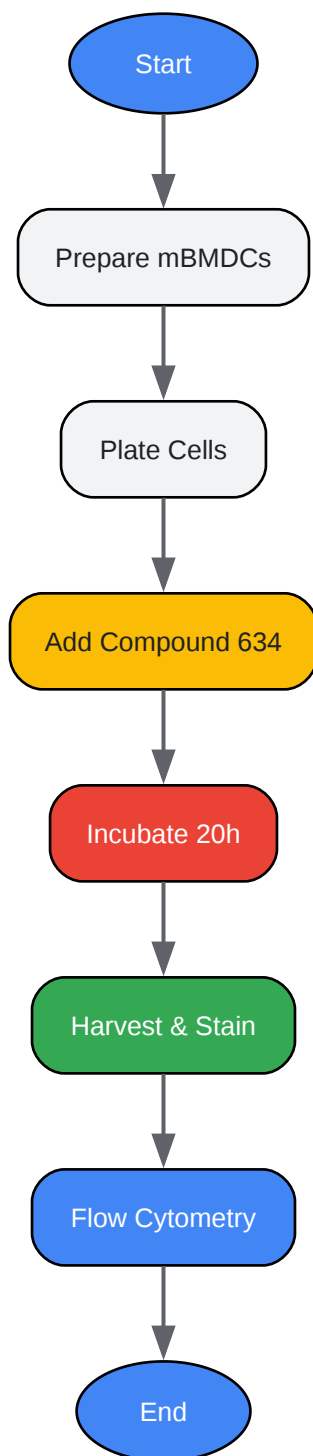 Start
Prepare mBMDCs
Plate Cells
Add Compound 634
Incubate 20h
Harvest & Stain
Flow Cytometry
End